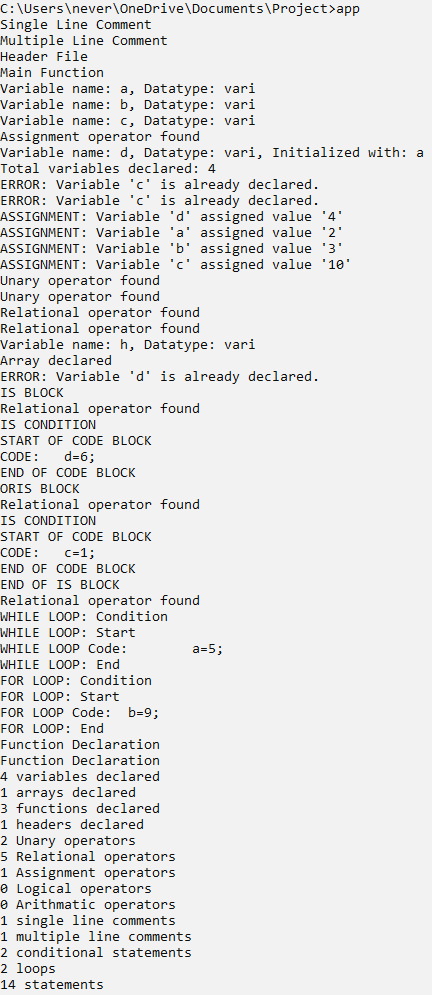 C:\Users\never\OneDrive\Documents\Project>app
Single Line Comment
Multiple Line Comment
Header File
Main Function
Variable name: a, Datatype: vari
Variable name: b, Datatype: vari
Variable name: c, Datatype: vari
Assignment operator found
Variable name: d, Datatype: vari, Initialized with: a
Total variables declared: 4
ERROR: Variable 'c' is already declared.
ERROR: Variable 'c' is already declared.
ASSIGNMENT: Variable 'd' assigned value '4'
ASSIGNMENT: Variable 'a' assigned value '2'
ASSIGNMENT: Variable 'b' assigned value '3'
ASSIGNMENT: Variable 'c' assigned value '10'
Unary operator found
Unary operator found
Relational operator found
Relational operator found
Variable name: h, Datatype: vari
Array declared
ERROR: Variable 'd' is already declared.
IS BLOCK
Relational operator found
IS CONDITION
START OF CODE BLOCK
CODE:   d=6;
END OF CODE BLOCK
ORIS BLOCK
Relational operator found
IS CONDITION
START OF CODE BLOCK
CODE:   c=1;
END OF CODE BLOCK
END OF IS BLOCK
Relational operator found
WHILE LOOP: Condition
WHILE LOOP: Start
WHILE LOOP Code:        a=5;
WHILE LOOP: End
FOR LOOP: Condition
FOR LOOP: Start
FOR LOOP Code:  b=9;
FOR LOOP: End
Function Declaration
Function Declaration
4 variables declared
1 arrays declared
3 functions declared
1 headers declared
2 Unary operators
5 Relational operators
1 Assignment operators
0 Logical operators
0 Arithmatic operators
1 single line comments
1 multiple line comments
2 conditional statements
2 loops
14 statements